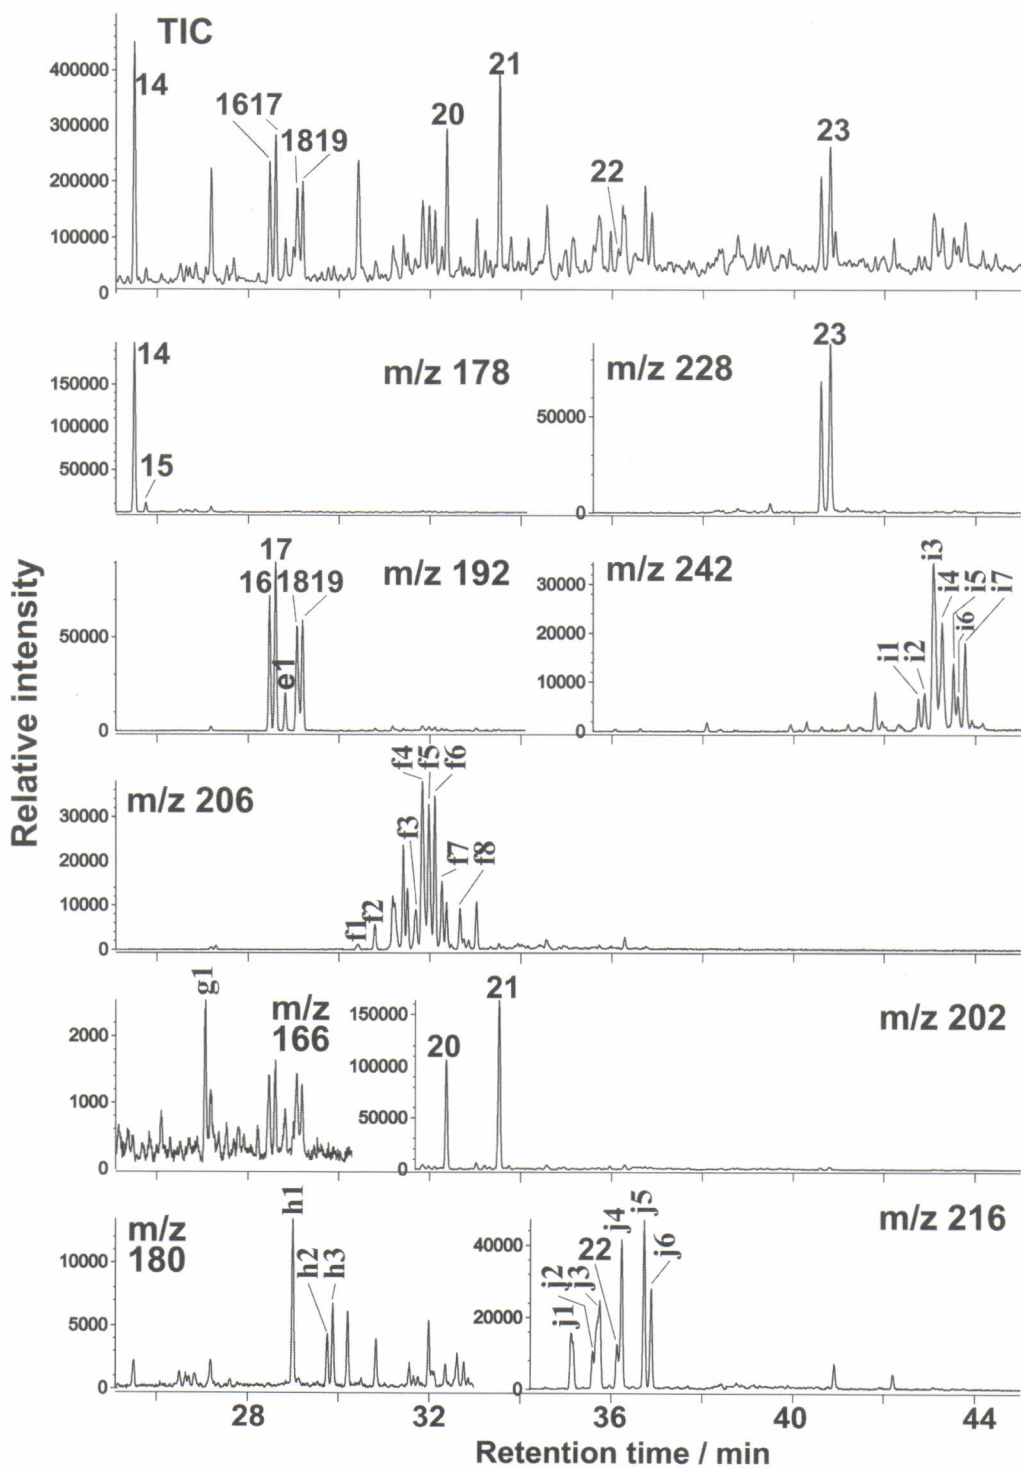 TIC
400000
300000
200000
100000
0
14
1617
1819
20
21
22
23
m/z 178
150000
100000
50000
14
15
m/z 228
50000
0
23
m/z 192
50000
0
17
16 1819
e1
m/z 242
30000
20000
10000
0
i1
i2
i3
i4
i5
i6
i7
m/z 206
30000
20000
10000
0
f1
f2
f3
f4
f5
f6
f7
f8
m/z
166
2000
1000
0
g1
m/z 202
150000
100000
50000
0
20
21
m/z
180
10000
5000
0
h1
h2
h3
m/z 216
40000
20000
0
j1
j2
j3
22
j4
j5
j6
28
32
36
40
44
Retention time / min
Relative intensity